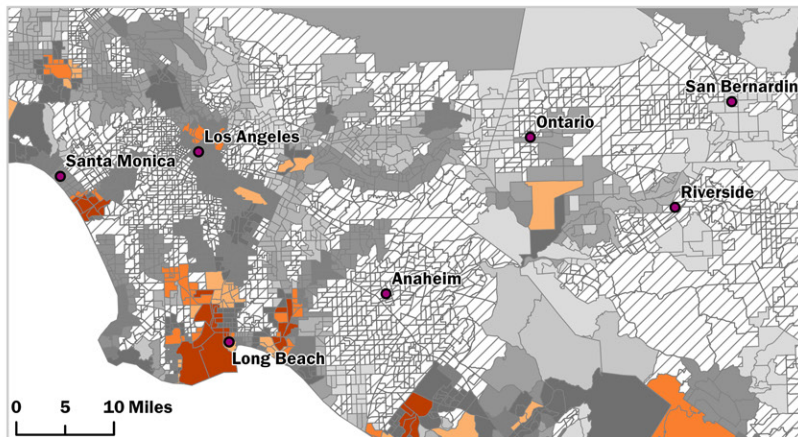 San Bernardin
Ontario
Los Angeles
Santa Monica
Riverside
Anaheim
Long Beach
0 5 10 Miles